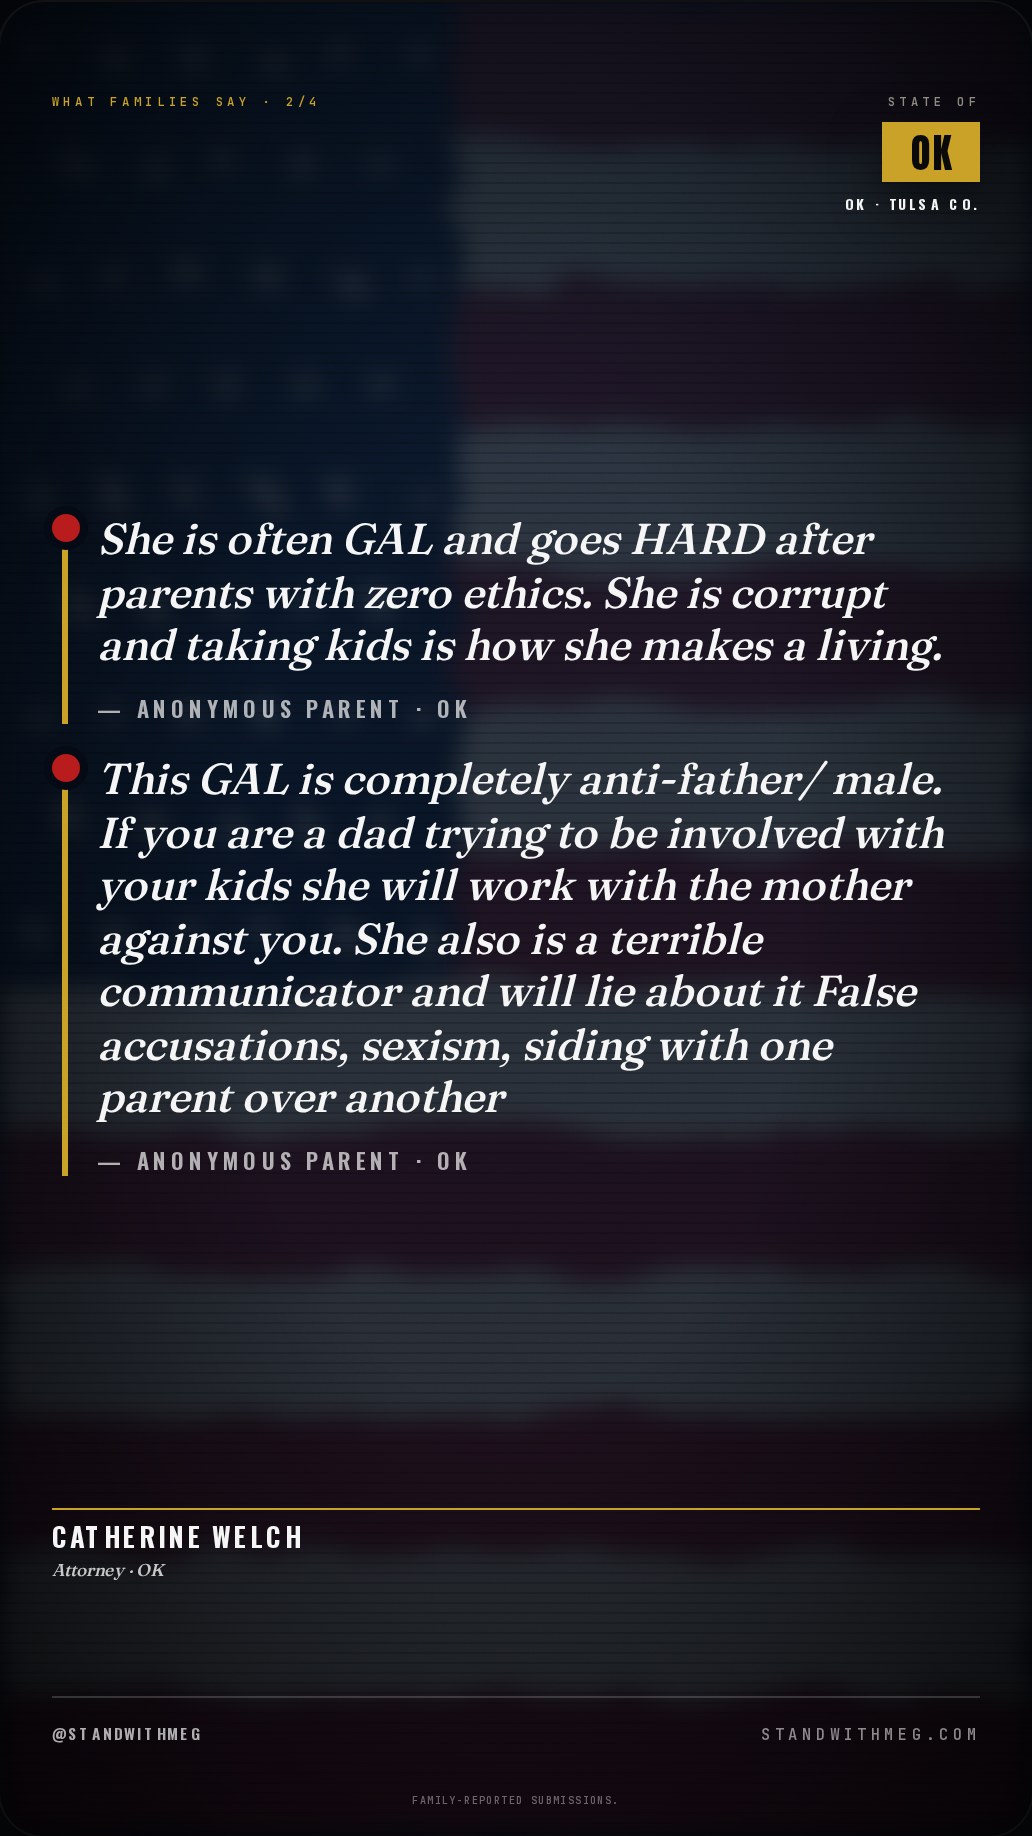 WHAT FAMILIES SAY · 2/4
STATE OF
OK
OK · TULSA CO.
She is often GAL and goes HARD after
parents with zero ethics. She is corrupt
and taking kids is how she makes a living.
— ANONYMOUS PARENT · OK
This GAL is completely anti-father/ male.
If you are a dad trying to be involved with
your kids she will work with the mother
against you. She also is a terrible
communicator and will lie about it False
accusations, sexism, siding with one
parent over another
— ANONYMOUS PARENT · OK
CATHERINE WELCH
Attorney · OK
@STANDWITHMEG
STANDWITHMEG.COM
FAMILY-REPORTED SUBMISSIONS.